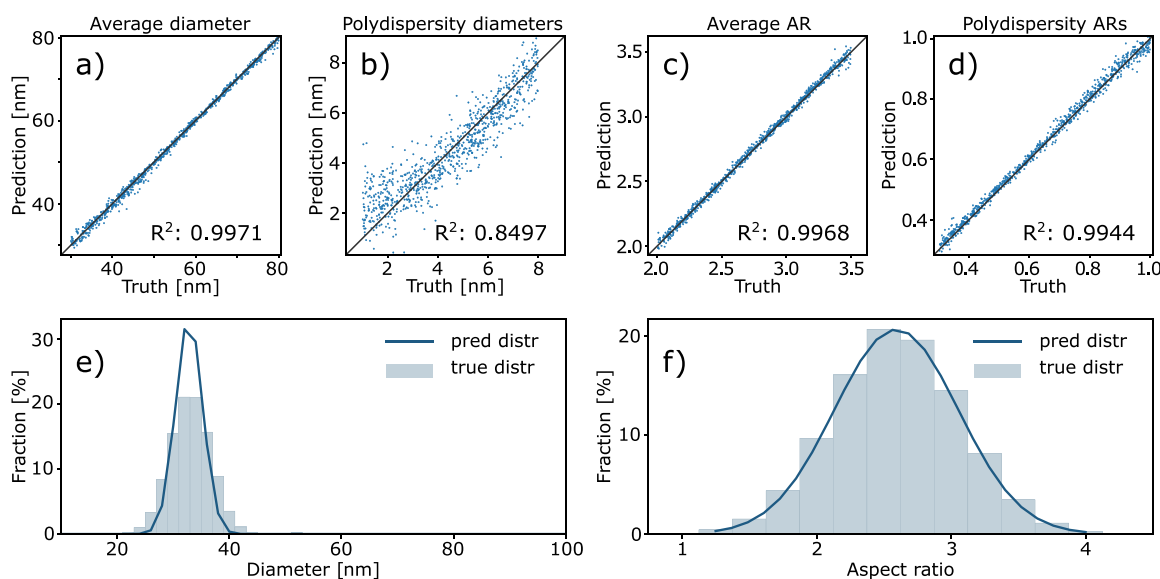 Average diameter
a)
Prediction [nm]
80
60
40
R²: 0.9971
40
60
80
Truth [nm]
Polydispersity diameters
b)
Prediction [nm]
8
6
4
2
R²: 0.8497
2
4
6
8
Truth [nm]
Average AR
c)
Prediction
3.5
3.0
2.5
2.0
R²: 0.9968
2.0
2.5
3.0
3.5
Truth
Polydispersity ARs
d)
Prediction
1.0
0.8
0.6
0.4
R²: 0.9944
0.4
0.6
0.8
1.0
Truth
e)
Fraction [%]
30
20
10
0
pred distr
true distr
20
40
60
80
100
Diameter [nm]
f)
Fraction [%]
20
10
0
pred distr
true distr
1
2
3
4
Aspect ratio